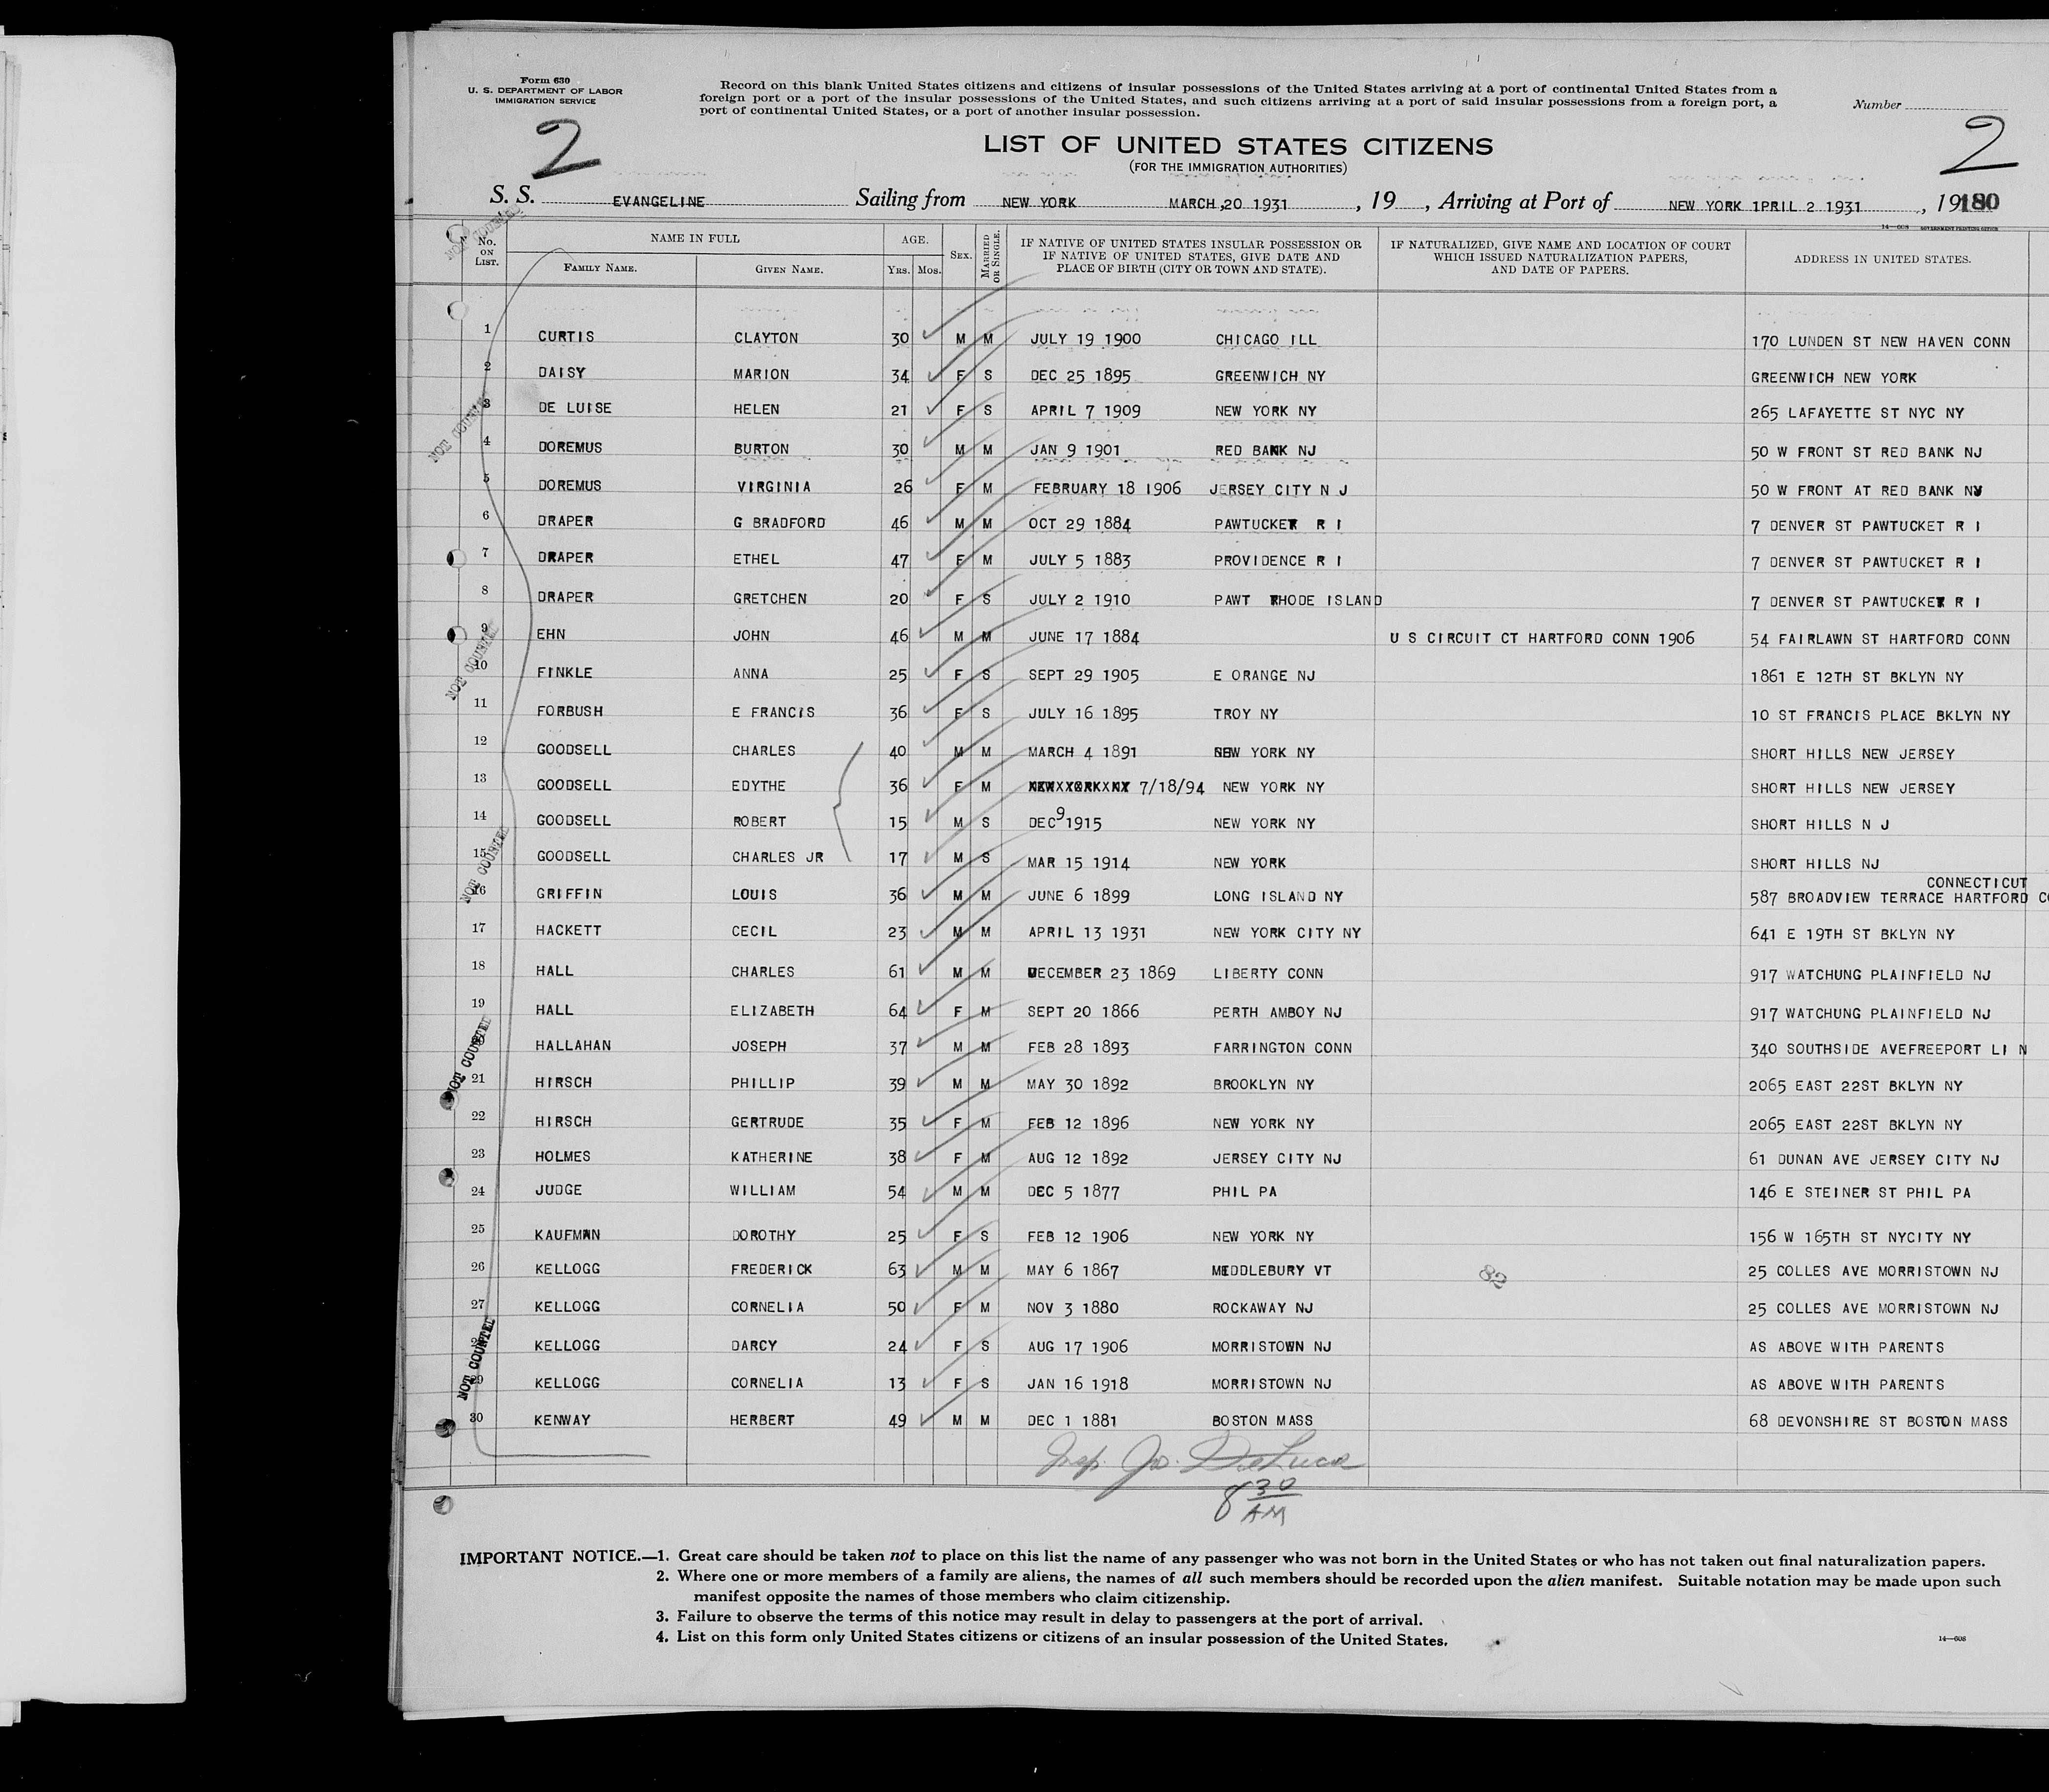 Form 630
U. S. DEPARTMENT OF LABOR
IMMIGRATION SERVICE
Record on this blank United States citizens and citizens of insular possessions of the United States arriving at a port of continental United States from a
foreign port or a port of the insular possessions of the United States, and such citizens arriving at a port of said insular possessions from a foreign port, a
port of continental United States, or a port of another insular possession.
Number
2
2
LIST OF UNITED STATES CITIZENS
(FOR THE IMMIGRATION AUTHORITIES)
S. S. EVANGELINE Sailing from NEW YORK MARCH,20 1931, 19 , Arriving at Port of NEW YORK 1PRIL 2 1931, 19 180
14—608 GOVERNMENT PRINTING OFFICE
No. ON LIST. NAME IN FULL FAMILY NAME. GIVEN NAME. AGE. YRS. MOS. SEX. MARRIED OR SINGLE. IF NATIVE OF UNITED STATES INSULAR POSSESSION OR IF NATIVE OF UNITED STATES, GIVE DATE AND PLACE OF BIRTH (CITY OR TOWN AND STATE). IF NATURALIZED, GIVE NAME AND LOCATION OF COURT WHICH ISSUED NATURALIZATION PAPERS, AND DATE OF PAPERS. ADDRESS IN UNITED STATES.
1 CURTIS CLAYTON 30 M M JULY 19 1900 CHICAGO ILL 170 LUNDEN ST NEW HAVEN CONN
2 DAISY MARION 34 F S DEC 25 1895 GREENWICH NY GREENWICH NEW YORK
3 DE LUISE HELEN 21 F S APRIL 7 1909 NEW YORK NY 265 LAFAYETTE ST NYC NY
4 DOREMUS BURTON 30 M M JAN 9 1901 RED BANK NJ 50 W FRONT ST RED BANK NJ
5 DOREMUS VIRGINIA 26 F M FEBRUARY 18 1906 JERSEY CITY N J 50 W FRONT AT RED BANK NJ
6 DRAPER G BRADFORD 46 M M OCT 29 1884 PAWTUCKET R I 7 DENVER ST PAWTUCKET R I
7 DRAPER ETHEL 47 F M JULY 5 1883 PROVIDENCE R I 7 DENVER ST PAWTUCKET R I
8 DRAPER GRETCHEN 20 F S JULY 2 1910 PAWT RHODE ISLAND 7 DENVER ST PAWTUCKET R I
9 EHN JOHN 46 M M JUNE 17 1884 U S CIRCUIT CT HARTFORD CONN 1906 54 FAIRLAWN ST HARTFORD CONN
10 FINKLE ANNA 25 F S SEPT 29 1905 E ORANGE NJ 1861 E 12TH ST BKLYN NY
11 FORBUSH E FRANCIS 36 F S JULY 16 1895 TROY NY 10 ST FRANCIS PLACE BKLYN NY
12 GOODSELL CHARLES 40 M M MARCH 4 1891 NEW YORK NY SHORT HILLS NEW JERSEY
13 GOODSELL EDYTHE 36 F M 7/18/94 NEW YORK NY SHORT HILLS NEW JERSEY
14 GOODSELL ROBERT 15 M S DEC 9 1915 NEW YORK NY SHORT HILLS N J
15 GOODSELL CHARLES JR 17 M S MAR 15 1914 NEW YORK SHORT HILLS NJ
CONNECTICUT
16 GRIFFIN LOUIS 36 M M JUNE 6 1899 LONG ISLAND NY 587 BROADVIEW TERRACE HARTFORD CO
17 HACKETT CECIL 23 M M APRIL 13 1931 NEW YORK CITY NY 641 E 19TH ST BKLYN NY
18 HALL CHARLES 61 M M DECEMBER 23 1869 LIBERTY CONN 917 WATCHUNG PLAINFIELD NJ
19 HALL ELIZABETH 64 F M SEPT 20 1866 PERTH AMBOY NJ 917 WATCHUNG PLAINFIELD NJ
HALLAHAN JOSEPH 37 M M FEB 28 1893 FARRINGTON CONN 340 SOUTHSIDE AVEFREEPORT LI N
21 HIRSCH PHILLIP 39 M M MAY 30 1892 BROOKLYN NY 2065 EAST 22ST BKLYN NY
22 HIRSCH GERTRUDE 35 F M FEB 12 1896 NEW YORK NY 2065 EAST 22ST BKLYN NY
23 HOLMES KATHERINE 38 F M AUG 12 1892 JERSEY CITY NJ 61 DUNAN AVE JERSEY CITY NJ
24 JUDGE WILLIAM 54 M M DEC 5 1877 PHIL PA 146 E STEINER ST PHIL PA
25 KAUFMAN DOROTHY 25 F S FEB 12 1906 NEW YORK NY 156 W 165TH ST NYCITY NY
26 KELLOGG FREDERICK 63 M M MAY 6 1867 MIDDLEBURY VT 82 25 COLLES AVE MORRISTOWN NJ
27 KELLOGG CORNELIA 50 F M NOV 3 1880 ROCKAWAY NJ 25 COLLES AVE MORRISTOWN NJ
28 KELLOGG DARCY 24 F S AUG 17 1906 MORRISTOWN NJ AS ABOVE WITH PARENTS
29 KELLOGG CORNELIA 13 F S JAN 16 1918 MORRISTOWN NJ AS ABOVE WITH PARENTS
30 KENWAY HERBERT 49 M M DEC 1 1881 BOSTON MASS 68 DEVONSHIRE ST BOSTON MASS
NOT COUNTED
NOT COUNTED
NOT COUNTED
NOT COUNTED
NOT COUNTED
NOT COUNTED
Insp. Jo. DeLuca
8 30 AM
IMPORTANT NOTICE.—1. Great care should be taken not to place on this list the name of any passenger who was not born in the United States or who has not taken out final naturalization papers.
2. Where one or more members of a family are aliens, the names of all such members should be recorded upon the alien manifest. Suitable notation may be made upon such
manifest opposite the names of those members who claim citizenship.
3. Failure to observe the terms of this notice may result in delay to passengers at the port of arrival.
4. List on this form only United States citizens or citizens of an insular possession of the United States.
14—608